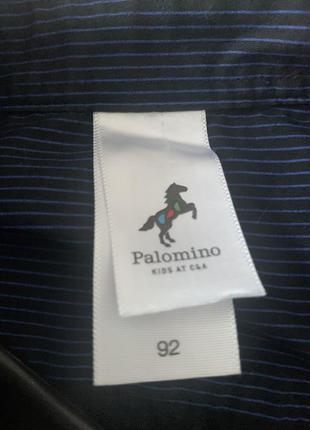 Palomino
KIDS AT C&A
92